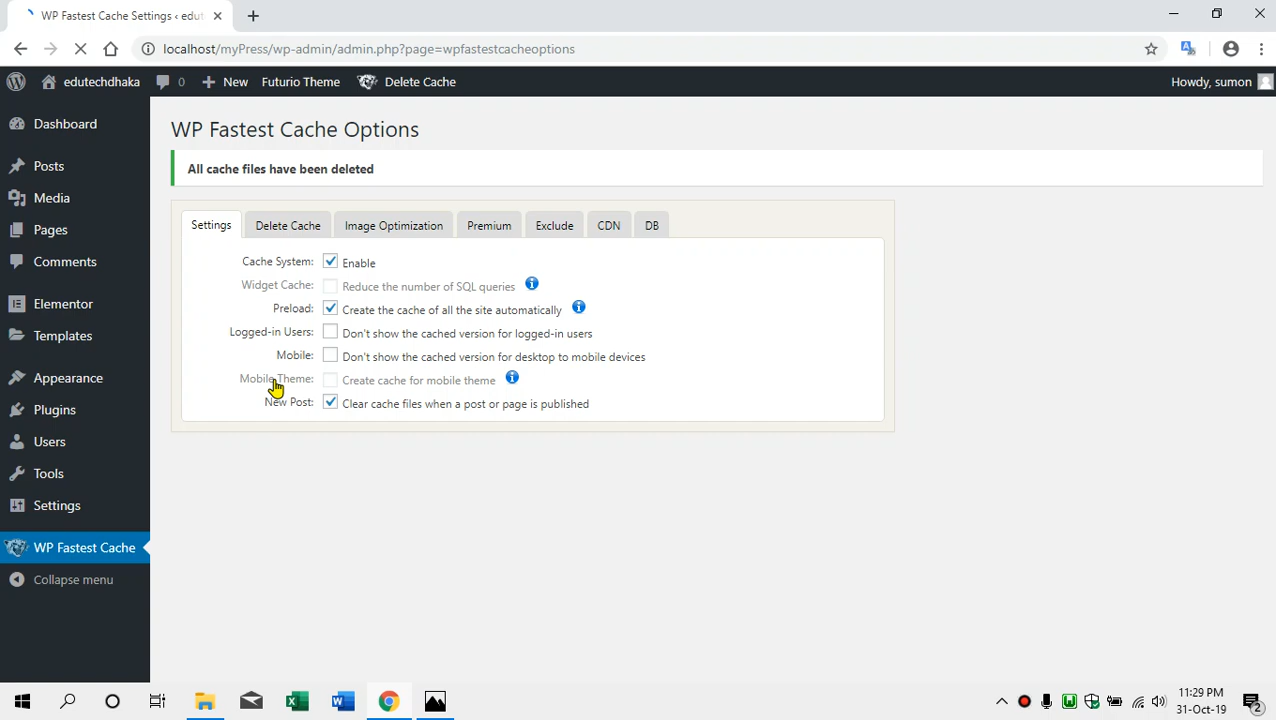 WP Fastest Cache Settings ‹ edut
localhost/myPress/wp-admin/admin.php?page=wpfastestcacheoptions
edutechdhaka 0 New Futurio Theme Delete Cache Howdy, sumon
Dashboard
Posts
Media
Pages
Comments
Elementor
Templates
Appearance
Plugins
Users
Tools
Settings
WP Fastest Cache
Collapse menu
WP Fastest Cache Options
All cache files have been deleted
Settings Delete Cache Image Optimization Premium Exclude CDN DB
Cache System: Enable
Widget Cache: Reduce the number of SQL queries
Preload: Create the cache of all the site automatically
Logged-in Users: Don't show the cached version for logged-in users
Mobile: Don't show the cached version for desktop to mobile devices
Mobile Theme: Create cache for mobile theme
New Post: Clear cache files when a post or page is published
11:29 PM
31-Oct-19
2